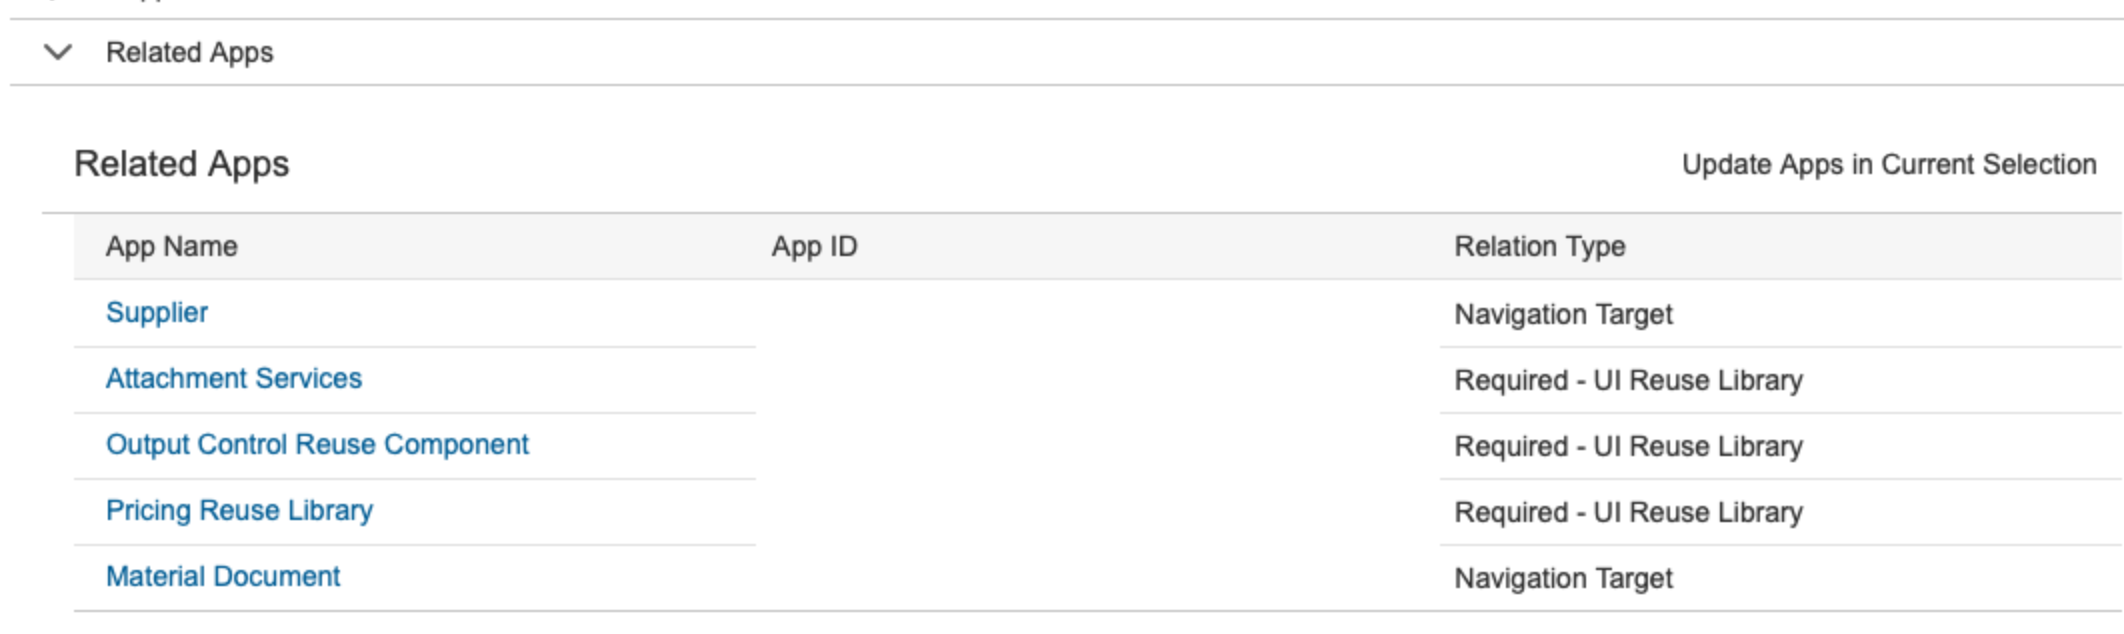 Related Apps
Related Apps
Update Apps in Current Selection
App Name App ID Relation Type
Supplier Navigation Target
Attachment Services Required - UI Reuse Library
Output Control Reuse Component Required - UI Reuse Library
Pricing Reuse Library Required - UI Reuse Library
Material Document Navigation Target